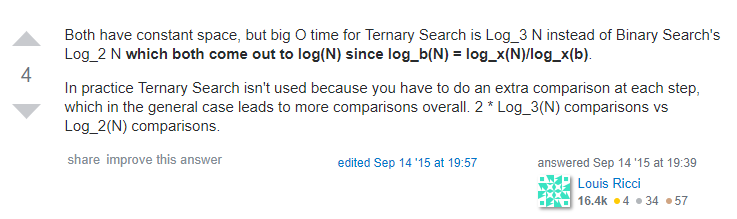 Both have constant space, but big O time for Ternary Search is Log_3 N instead of Binary Search's
Log_2 N which both come out to log(N) since log_b(N) = log_x(N)/log_x(b).
4
In practice Ternary Search isn't used because you have to do an extra comparison at each step,
which in the general case leads to more comparisons overall. 2 * Log_3(N) comparisons vs
Log_2(N) comparisons.
share improve this answer
edited Sep 14 '15 at 19:57
answered Sep 14 '15 at 19:39
Louis Ricci
16.4k 4 34 57